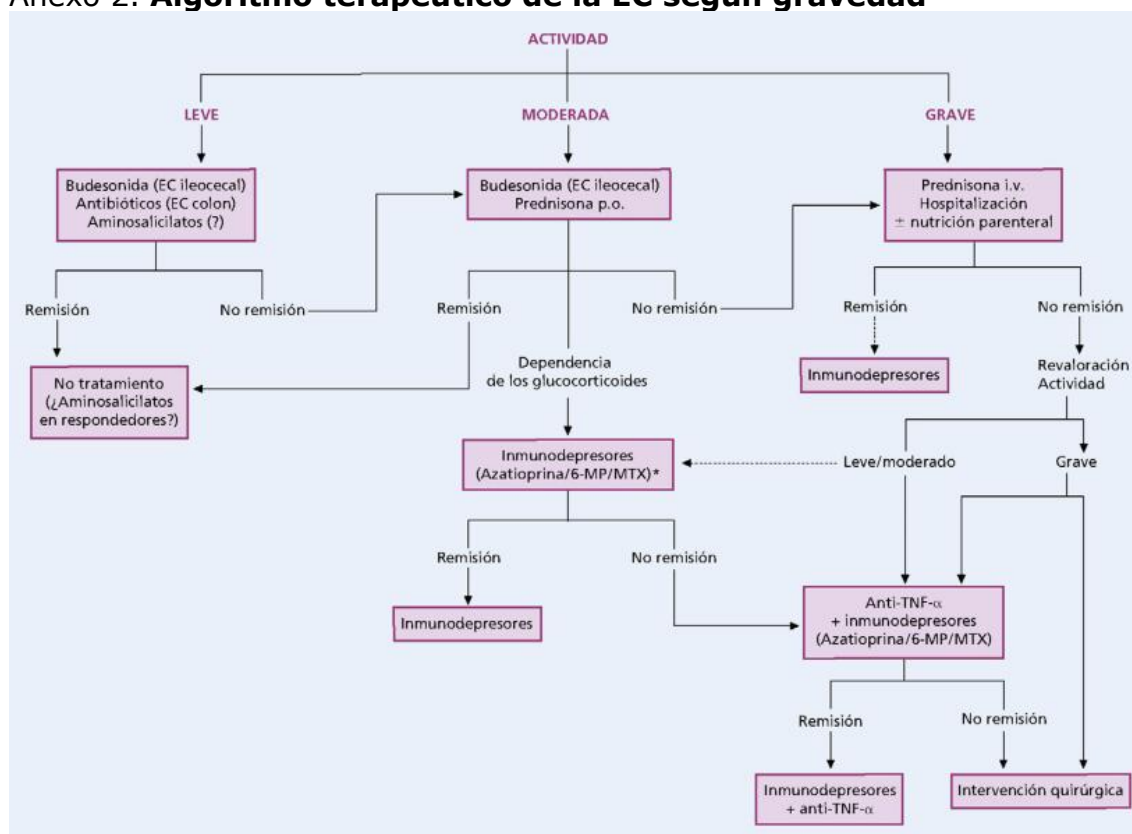 Anexo 2: Algoritmo terapéutico de la EC según gravedad
ACTIVIDAD
LEVE
MODERADA
GRAVE
Budesonida (EC ileocecal)
Antibióticos (EC colon)
Aminosalicilatos (?)
Budesonida (EC ileocecal)
Prednisona p.o.
Prednisona i.v.
Hospitalización
± nutrición parenteral
Remisión
No remisión
Remisión
No remisión
Remisión
No remisión
No tratamiento
(¿Aminosalicilatos
en respondedores?)
Dependencia
de los glucocorticoides
Inmunodepresores
Revaloración
Actividad
Inmunodepresores
(Azatioprina/6-MP/MTX)*
Leve/moderado
Grave
Remisión
No remisión
Inmunodepresores
Anti-TNF-α
+ inmunodepresores
(Azatioprina/6-MP/MTX)
Remisión
No remisión
Inmunodepresores
+ anti-TNF-α
Intervención quirúrgica